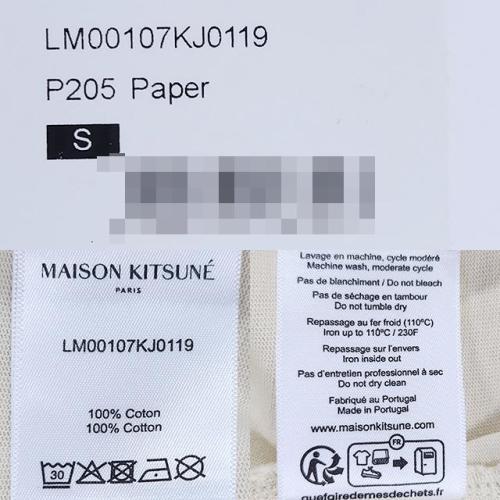 LM00107KJ0119
P205 Paper
S
MAISON KITSUNÉ
PARIS
LM00107KJ0119
100% Coton
100% Cotton
30
Lavage en machine, cycle modéré
Machine wash, moderate cycle
Pas de blanchiment / Do not bleach
Pas de séchage en tambour
Do not tumble dry
Repassage au fer froid (110ºC)
Iron up to 110ºC / 230F
Repassage sur l'envers
Iron inside out
Pas d'entretien professionnel à sec
Do not dry clean
Fabriqué au Portugal
Made in Portugal
www.maisonkitsune.com
FR
quefairedemesdechets.fr